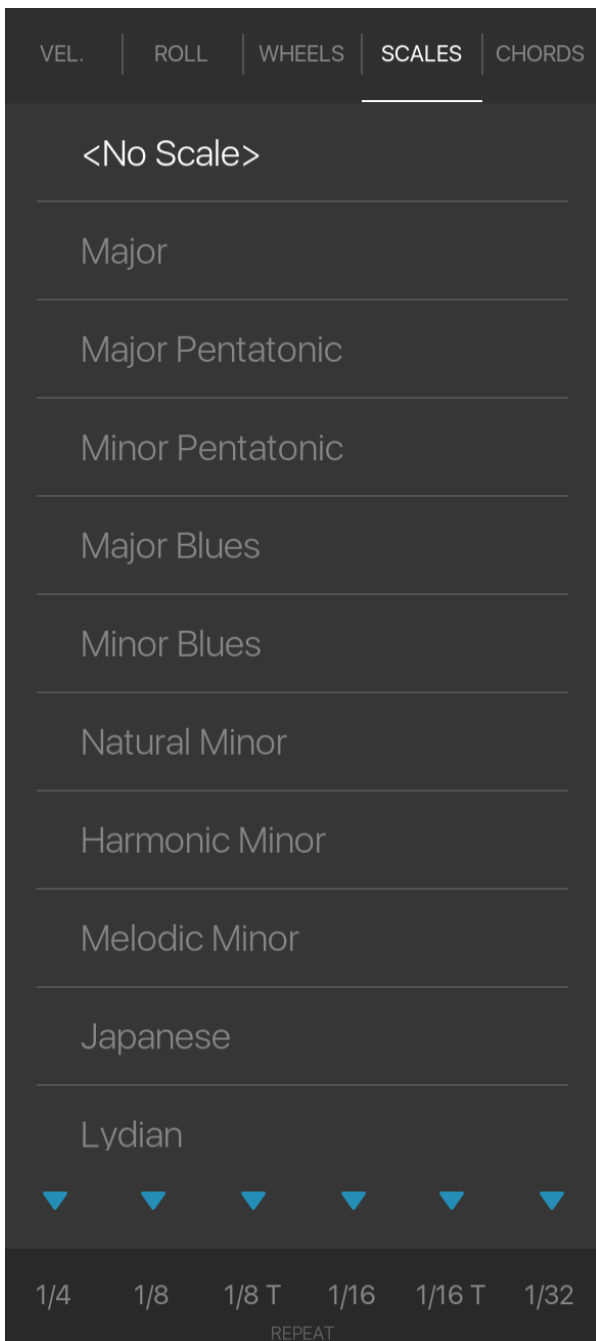 VEL. ROLL WHEELS SCALES CHORDS
<No Scale>
Major
Major Pentatonic
Minor Pentatonic
Major Blues
Minor Blues
Natural Minor
Harmonic Minor
Melodic Minor
Japanese
Lydian
1/4 1/8 1/8 T 1/16 1/16 T 1/32
REPEAT